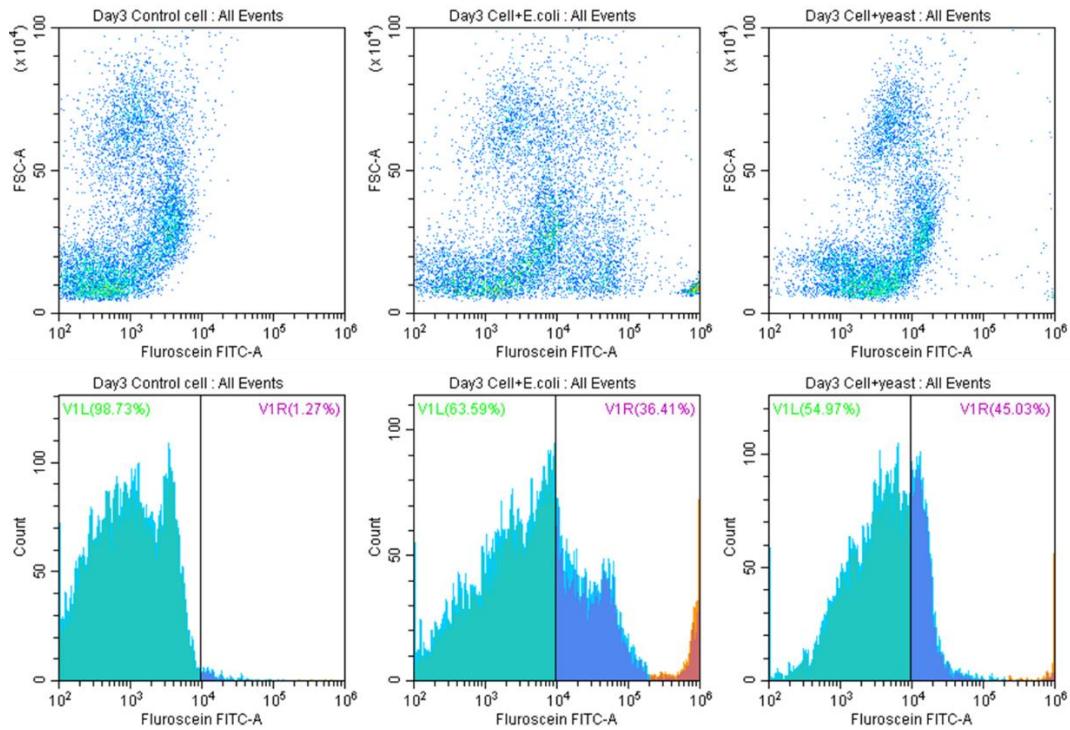 Day3 Control cell : All Events
(x10⁴)
100
50
0
FSC-A
10² 10³ 10⁴ 10⁵ 10⁶
Fluroscein FITC-A
Day3 Cell+E.coli : All Events
(x10⁴)
100
50
0
FSC-A
10² 10³ 10⁴ 10⁵ 10⁶
Fluroscein FITC-A
Day3 Cell+yeast : All Events
(x10⁴)
100
50
0
FSC-A
10² 10³ 10⁴ 10⁵ 10⁶
Fluroscein FITC-A
Day3 Control cell : All Events
V1L(98.73%) V1R(1.27%)
100
50
0
Count
10² 10³ 10⁴ 10⁵ 10⁶
Fluroscein FITC-A
Day3 Cell+E.coli : All Events
V1L(63.59%) V1R(36.41%)
100
50
0
Count
10² 10³ 10⁴ 10⁵ 10⁶
Fluroscein FITC-A
Day3 Cell+yeast : All Events
V1L(54.97%) V1R(45.03%)
100
50
0
Count
10² 10³ 10⁴ 10⁵ 10⁶
Fluroscein FITC-A